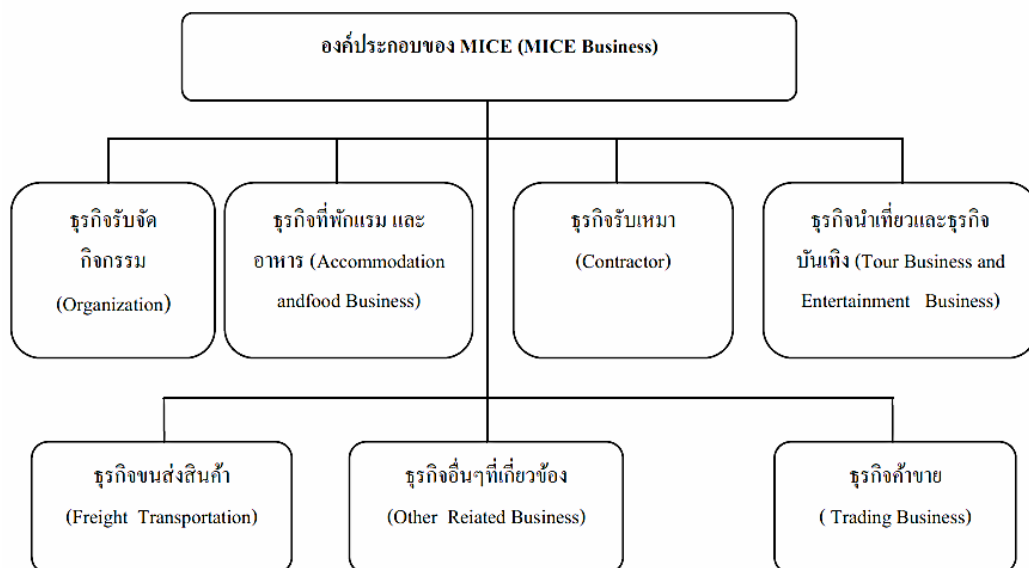 องค์ประกอบของ MICE (MICE Business)
ธุรกิจรับจัด
กิจกรรม
(Organization)
ธุรกิจที่พักแรม และ
อาหาร (Accommodation
andfood Business)
ธุรกิจรับเหมา
(Contractor)
ธุรกิจนำเที่ยวและธุรกิจ
บันเทิง (Tour Business and
Entertainment Business)
ธุรกิจขนส่งสินค้า
(Freight Transportation)
ธุรกิจอื่นๆที่เกี่ยวข้อง
(Other Reiated Business)
ธุรกิจค้าขาย
( Trading Business)